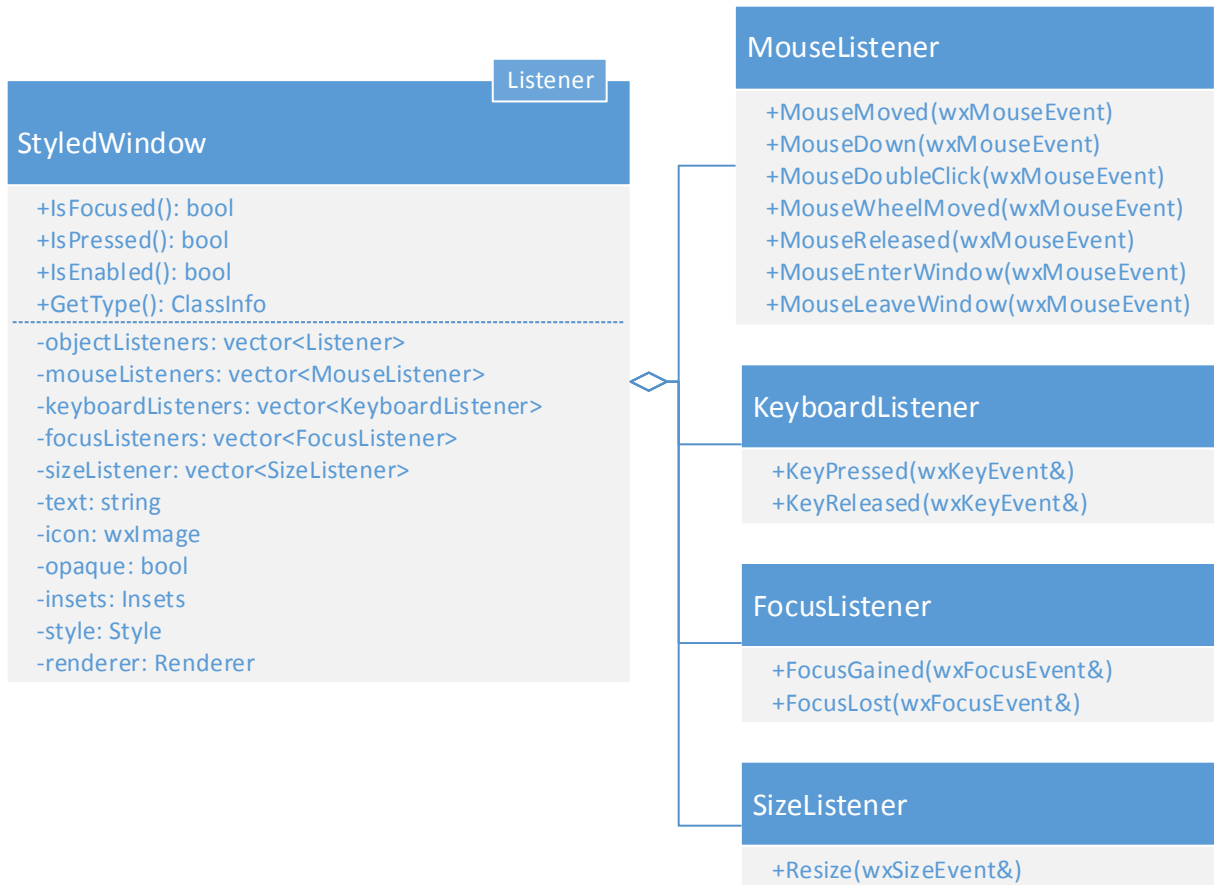 Listener
StyledWindow
+IsFocused(): bool
+IsPressed(): bool
+IsEnabled(): bool
+GetType(): ClassInfo
-objectListeners: vector<Listener>
-mouseListeners: vector<MouseListener>
-keyboardListeners: vector<KeyboardListener>
-focusListeners: vector<FocusListener>
-sizeListener: vector<SizeListener>
-text: string
-icon: wxImage
-opaque: bool
-insets: Insets
-style: Style
-renderer: Renderer
MouseListener
+MouseMoved(wxMouseEvent)
+MouseDown(wxMouseEvent)
+MouseDoubleClick(wxMouseEvent)
+MouseWheelMoved(wxMouseEvent)
+MouseReleased(wxMouseEvent)
+MouseEnterWindow(wxMouseEvent)
+MouseLeaveWindow(wxMouseEvent)
KeyboardListener
+KeyPressed(wxKeyEvent&)
+KeyReleased(wxKeyEvent&)
FocusListener
+FocusGained(wxFocusEvent&)
+FocusLost(wxFocusEvent&)
SizeListener
+Resize(wxSizeEvent&)